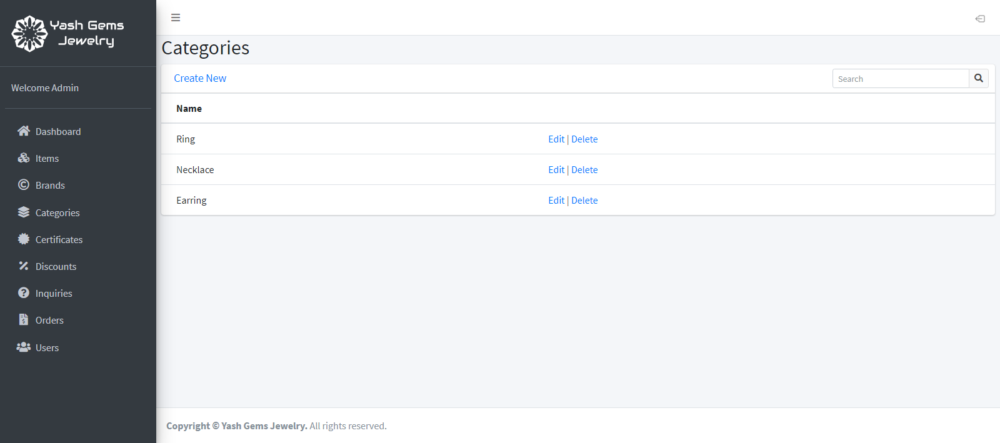 Yash Gems
Jewelry
Welcome Admin
Dashboard
Items
Brands
Categories
Certificates
Discounts
Inquiries
Orders
Users
Categories
Create New
Search
Name
Ring Edit | Delete
Necklace Edit | Delete
Earring Edit | Delete
Copyright © Yash Gems Jewelry. All rights reserved.